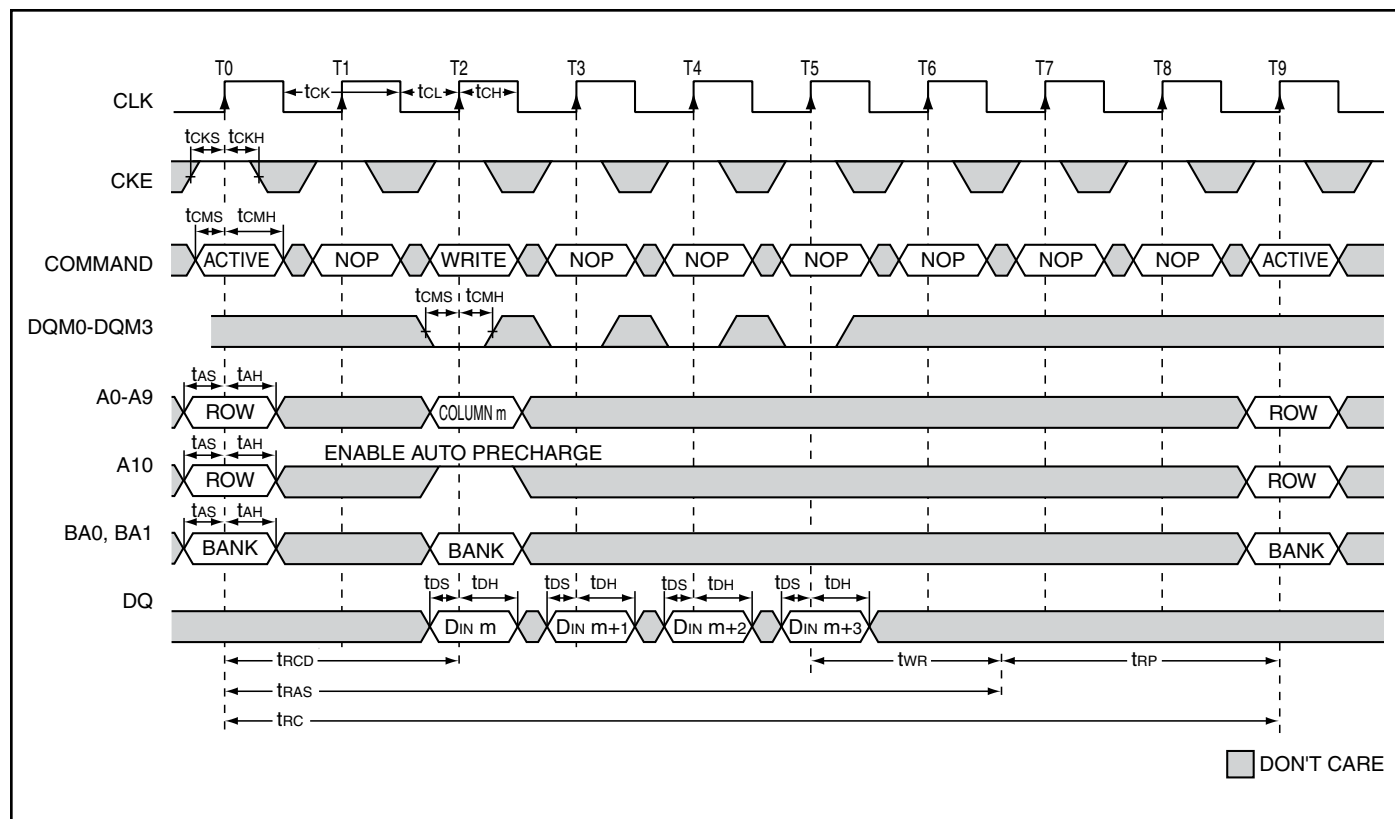 T0 T1 T2 T3 T4 T5 T6 T7 T8 T9
CLK tCK tCL tCH
tCKS tCKH
CKE
tCMS tCMH
COMMAND ACTIVE NOP WRITE NOP NOP NOP NOP NOP NOP ACTIVE
tCMS tCMH
DQM0-DQM3
tAS tAH
A0-A9 ROW COLUMN m ROW
tAS tAH ENABLE AUTO PRECHARGE
A10 ROW ROW
tAS tAH
BA0, BA1 BANK BANK BANK
tDS tDH tDS tDH tDS tDH tDS tDH
DQ
DIN m DIN m+1 DIN m+2 DIN m+3
tRCD tWR tRP
tRAS
tRC
DON'T CARE